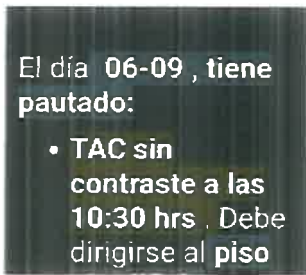 El día 06-09 , tiene
pautado:
• TAC sin
contraste a las
10:30 hrs . Debe
dirigirse al piso